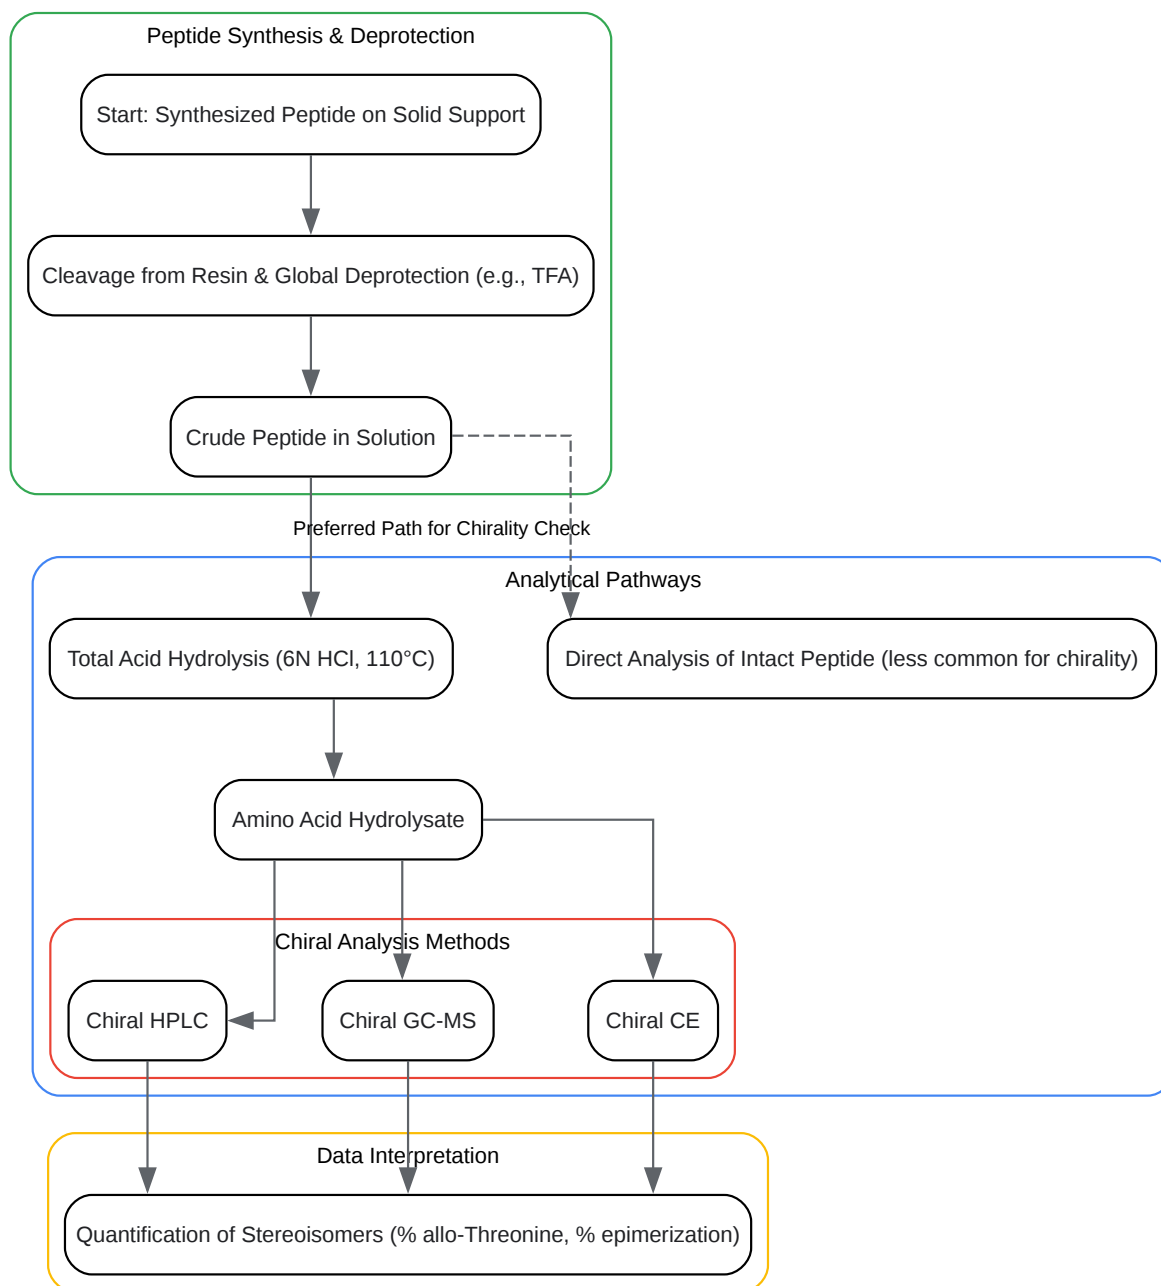 Peptide Synthesis & Deprotection
Start: Synthesized Peptide on Solid Support
Cleavage from Resin & Global Deprotection (e.g., TFA)
Crude Peptide in Solution
Preferred Path for Chirality Check
Analytical Pathways
Total Acid Hydrolysis (6N HCl, 110°C)
Direct Analysis of Intact Peptide (less common for chirality)
Amino Acid Hydrolysate
Chiral Analysis Methods
Chiral HPLC
Chiral GC-MS
Chiral CE
Data Interpretation
Quantification of Stereoisomers (% allo-Threonine, % epimerization)